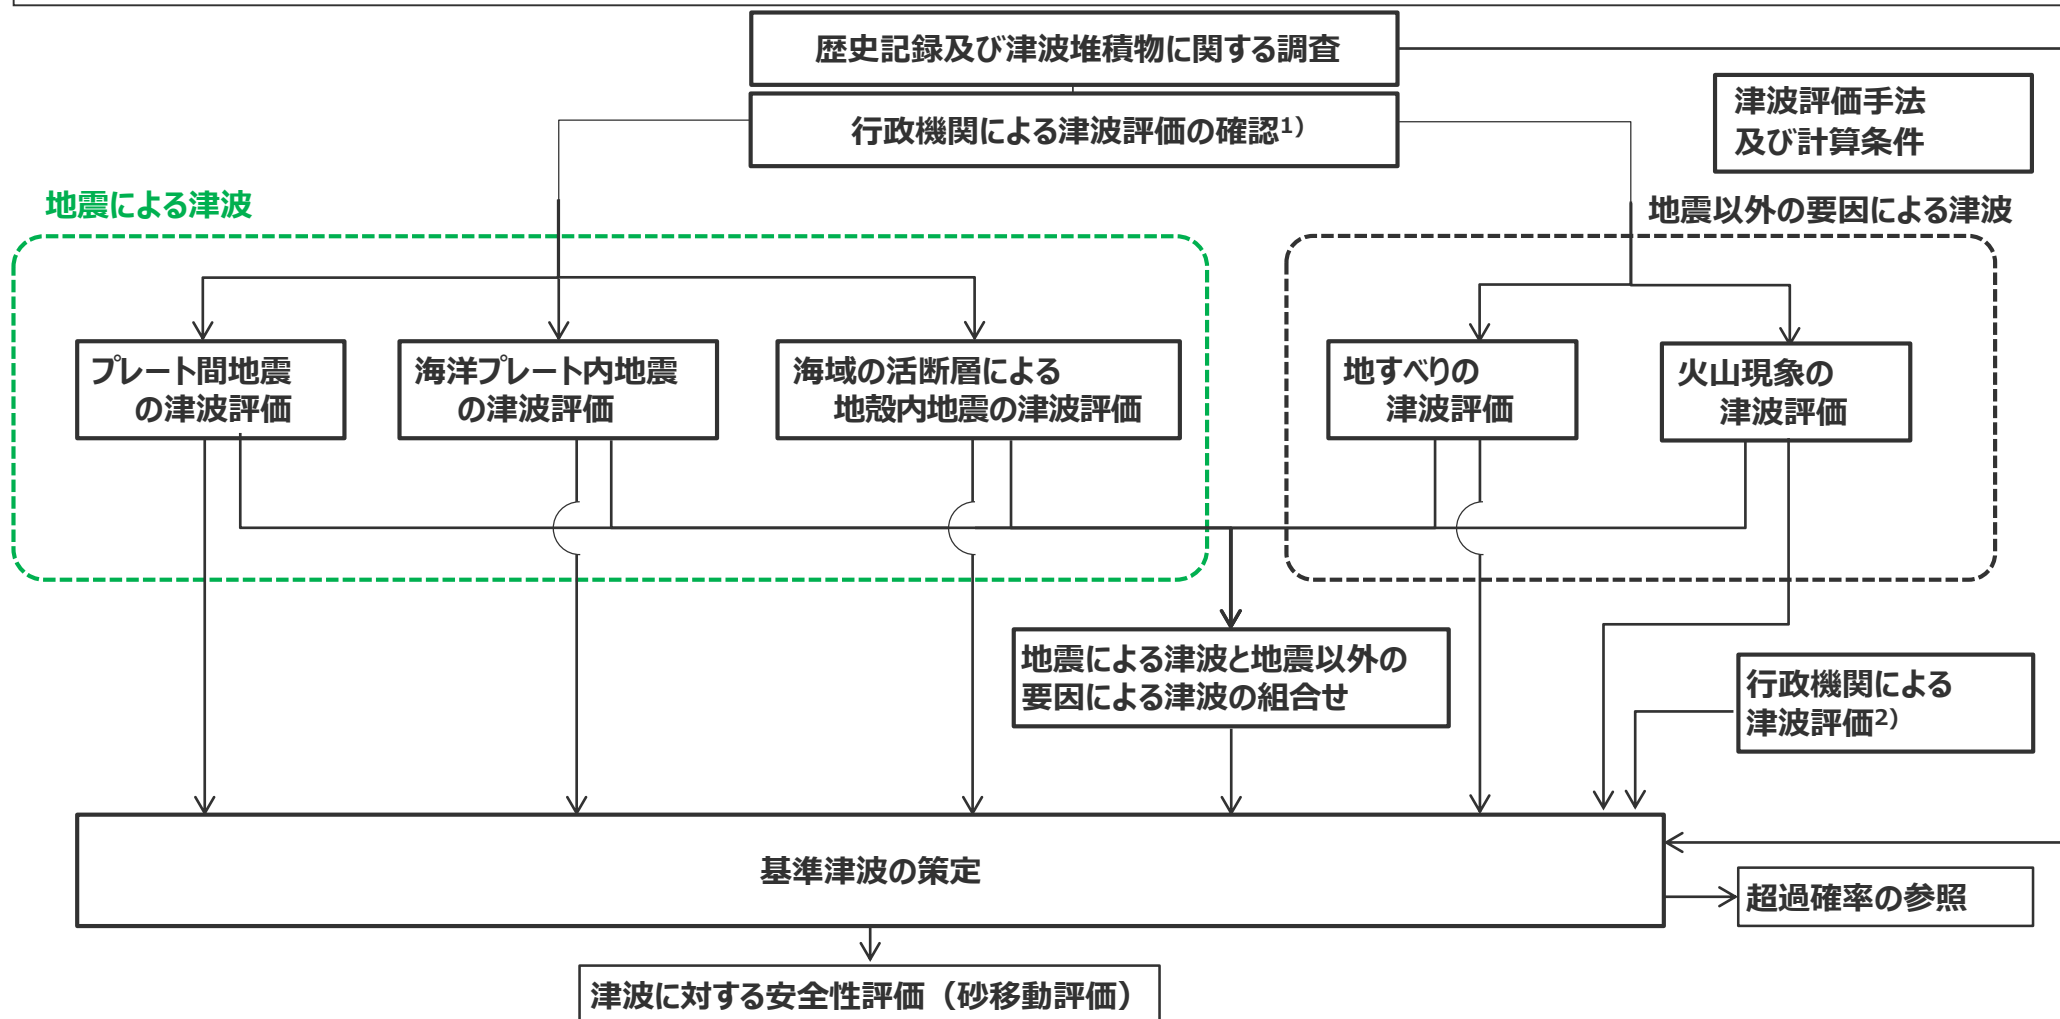 歴史記録及び津波堆積物に関する調査
行政機関による津波評価の確認1)
津波評価手法
及び計算条件
地震による津波
地震以外の要因による津波
プレート間地震
の津波評価
海洋プレート内地震
の津波評価
海域の活断層による
地殻内地震の津波評価
地すべりの
津波評価
火山現象の
津波評価
地震による津波と地震以外の
要因による津波の組合せ
行政機関による
津波評価2)
基準津波の策定
超過確率の参照
津波に対する安全性評価（砂移動評価）